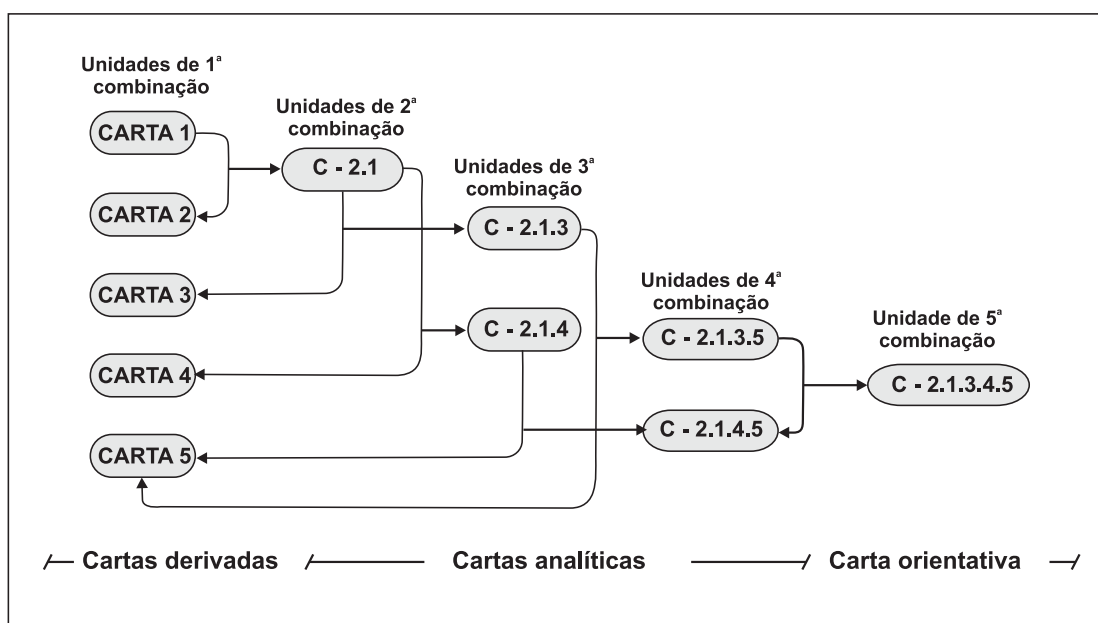 Unidades de 1ª
combinação
CARTA 1
CARTA 2
CARTA 3
CARTA 4
CARTA 5
Unidades de 2ª
combinação
C - 2.1
Unidades de 3ª
combinação
C - 2.1.3
C - 2.1.4
Unidades de 4ª
combinação
C - 2.1.3.5
C - 2.1.4.5
Unidade de 5ª
combinação
C - 2.1.3.4.5
Cartas derivadas
Cartas analíticas
Carta orientativa